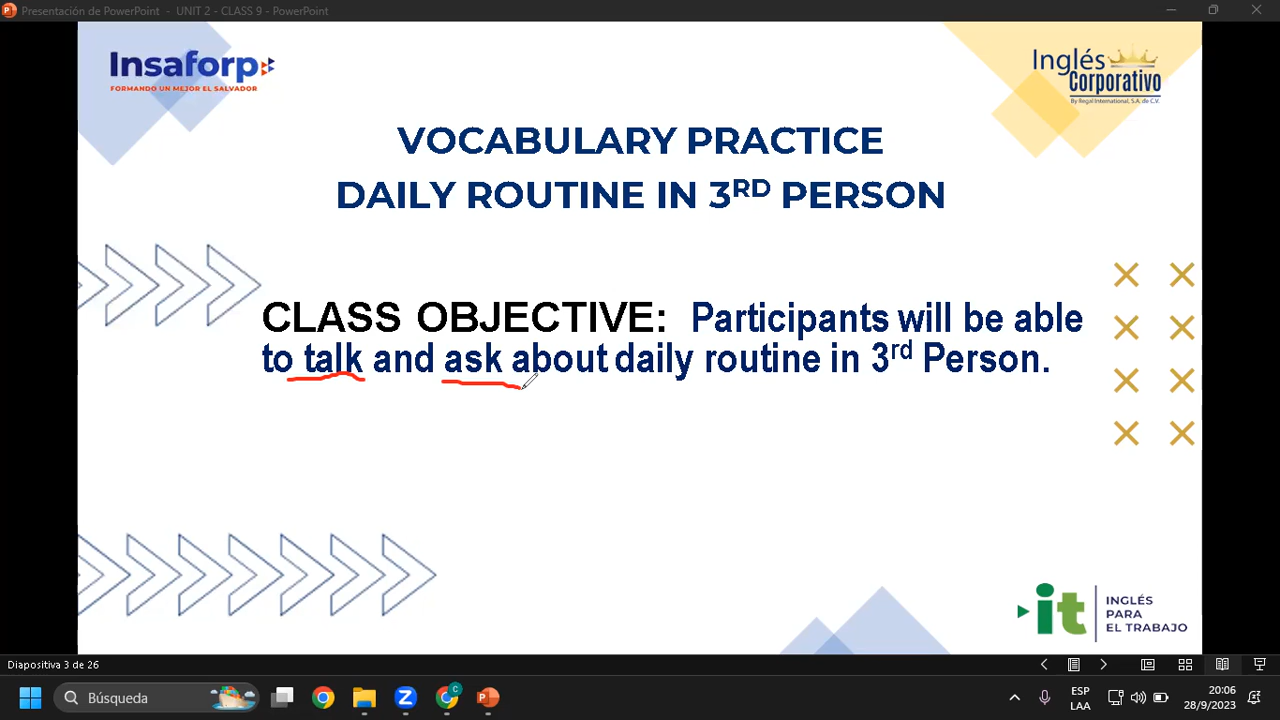 Presentación de PowerPoint - UNIT 2 - CLASS 9 - PowerPoint
Insaforp
FORMANDO UN MEJOR EL SALVADOR
Inglés
Corporativo
By Regal International, S.A. de C.V.
VOCABULARY PRACTICE
DAILY ROUTINE IN 3RD PERSON
CLASS OBJECTIVE: Participants will be able
to talk and ask about daily routine in 3rd Person.
it
INGLÉS
PARA
EL TRABAJO
Diapositiva 3 de 26
Búsqueda
C
ESP
LAA
20:06
28/9/2023